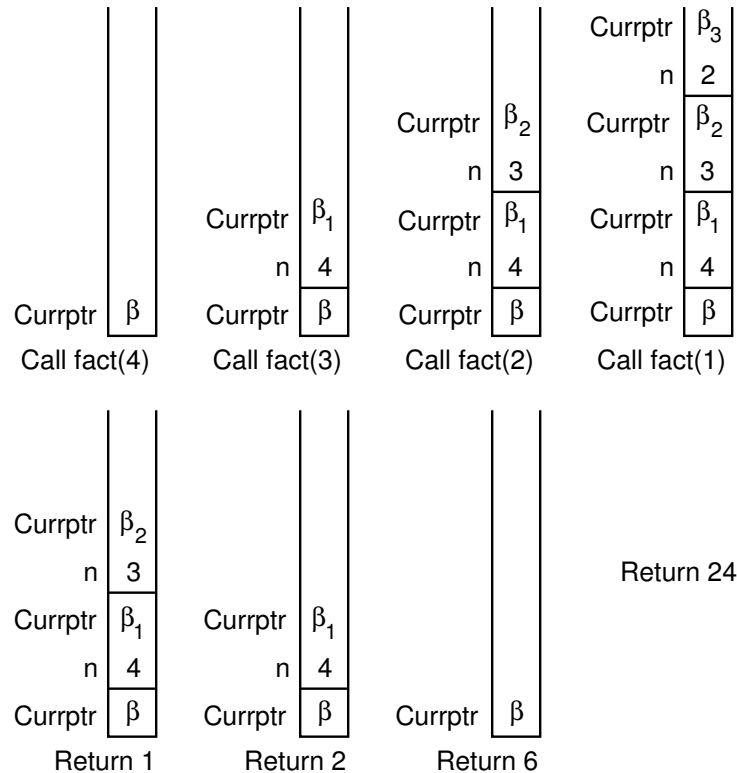 Currptr β3
n 2
Currptr β2 Currptr β2
n 3 n 3
Currptr β1 Currptr β1 Currptr β1
n 4 n 4 n 4
Currptr β Currptr β Currptr β Currptr β
Call fact(4) Call fact(3) Call fact(2) Call fact(1)
Currptr β2
n 3 Return 24
Currptr β1 Currptr β1
n 4 n 4
Currptr β Currptr β Currptr β
Return 1 Return 2 Return 6